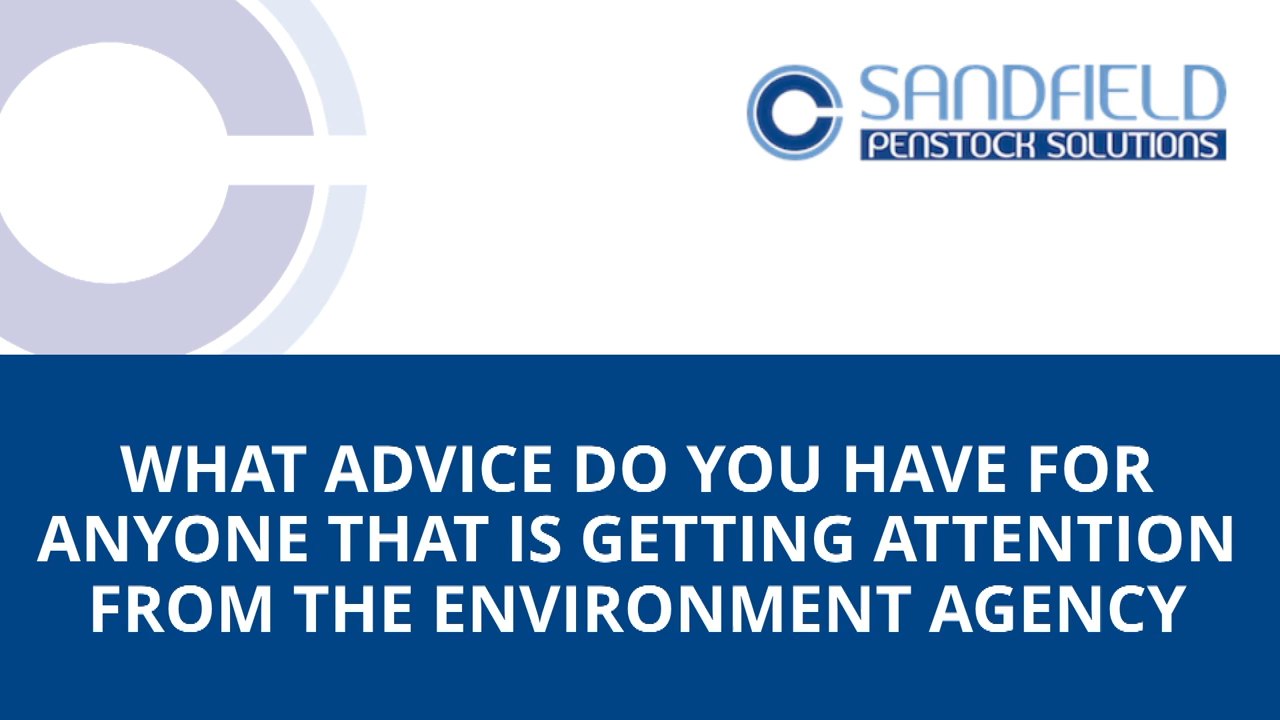 SANDFIELD
PENSTOCK SOLUTIONS
WHAT ADVICE DO YOU HAVE FOR
ANYONE THAT IS GETTING ATTENTION
FROM THE ENVIRONMENT AGENCY